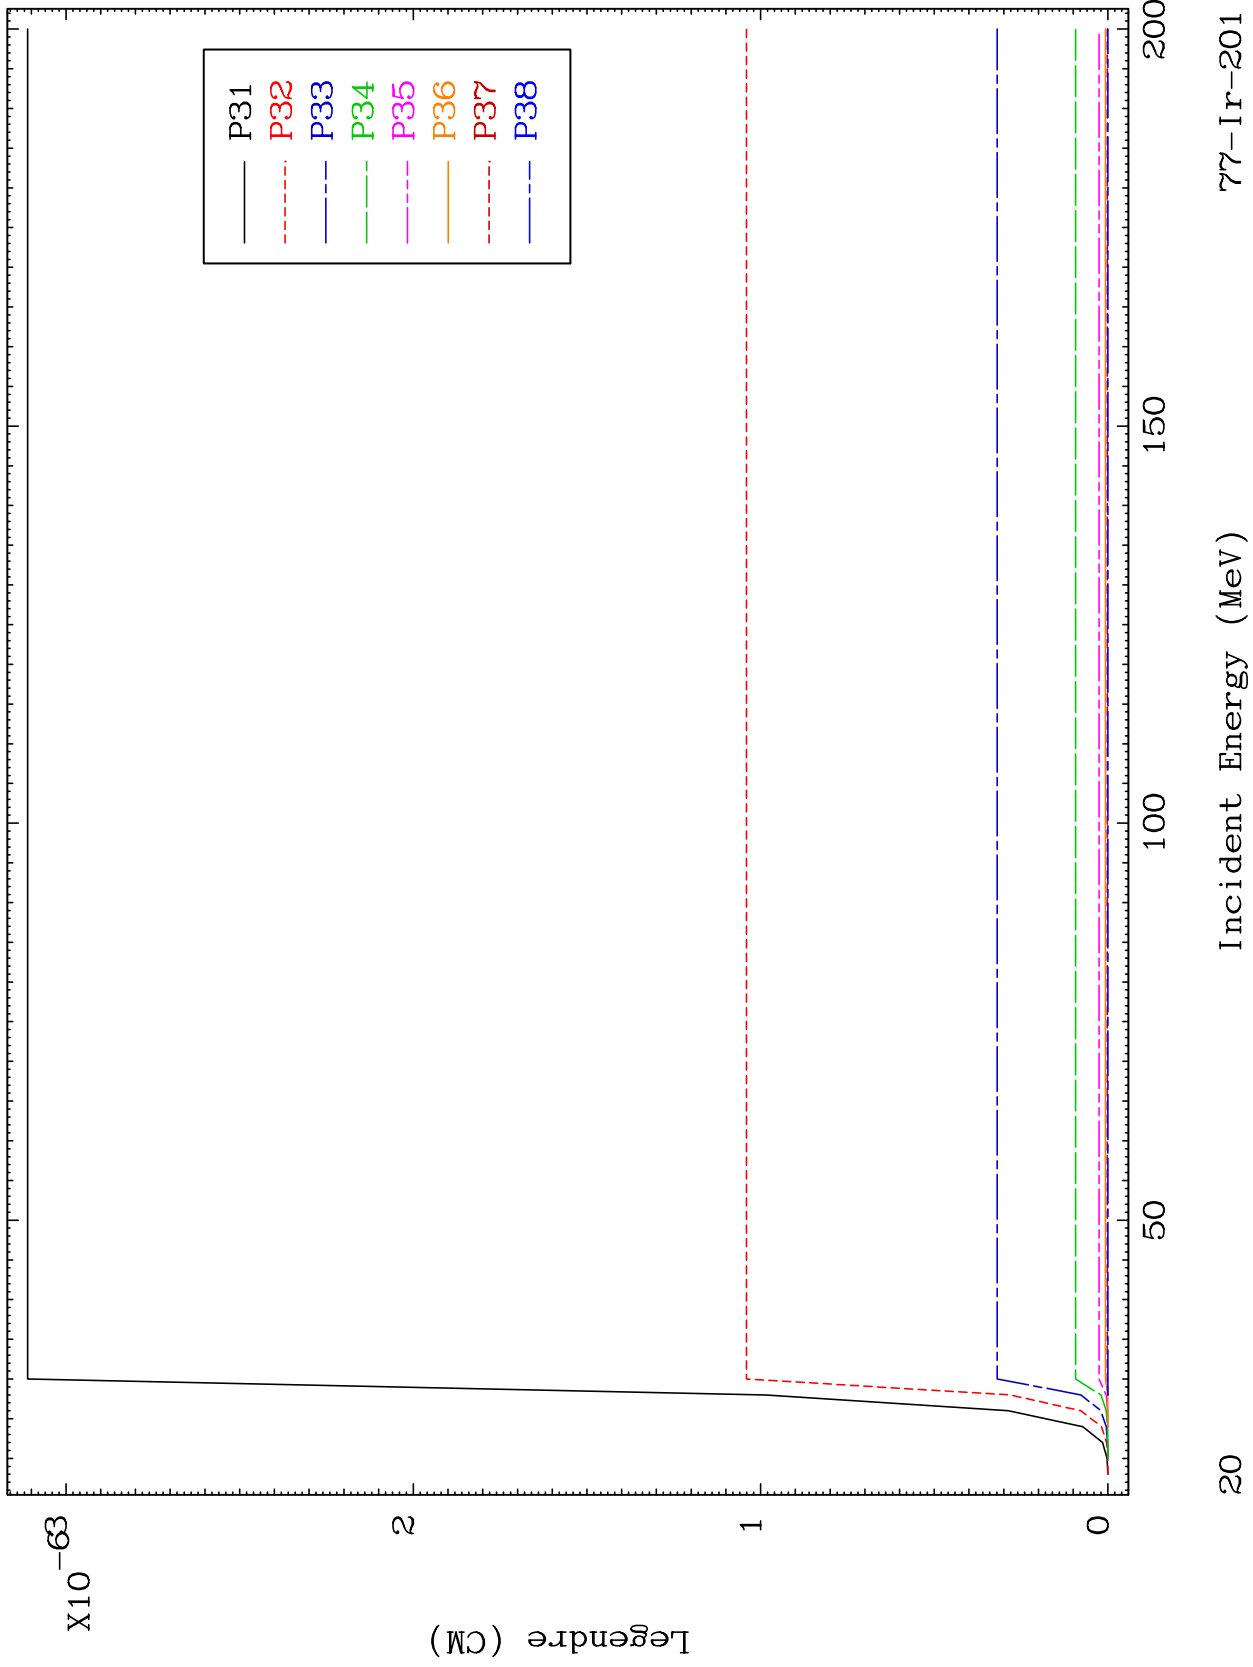 X10⁻⁶3
2
1
0
Legendre (CM)
P31
P32
P33
P34
P35
P36
P37
P38
20
50
100
150
200
Incident Energy (MeV)
77-Ir-201